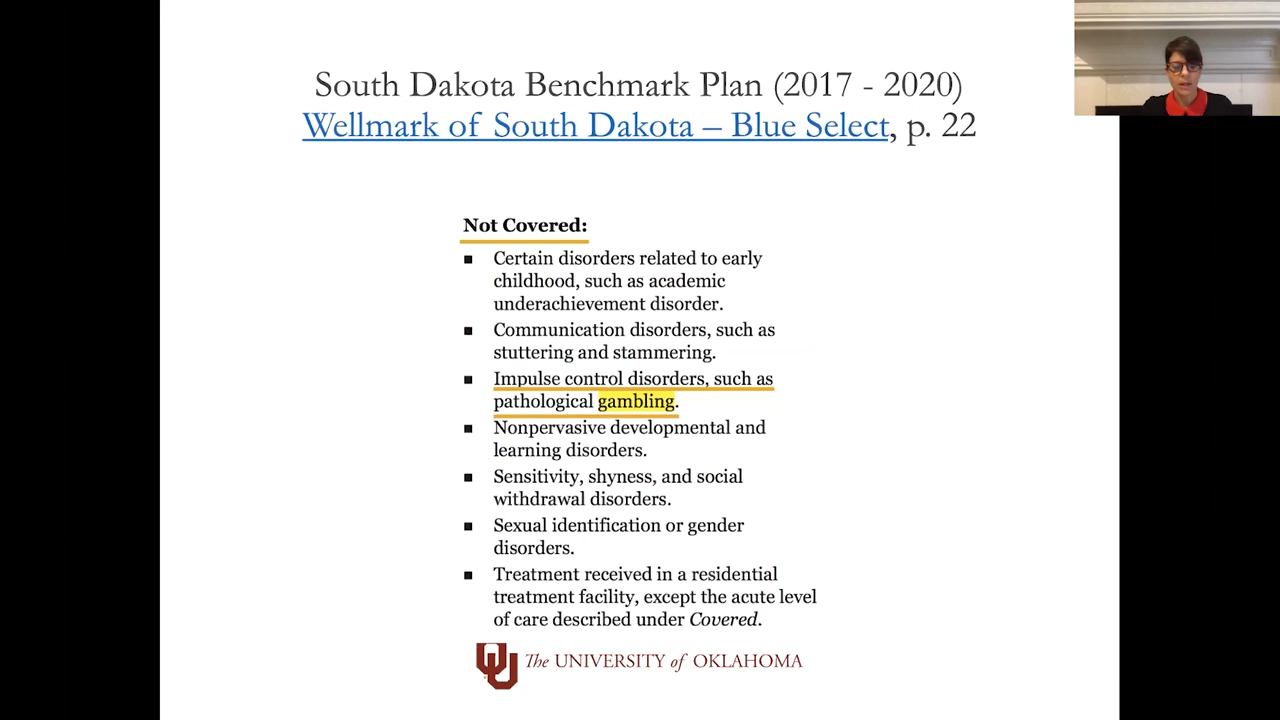 South Dakota Benchmark Plan (2017 - 2020)
Wellmark of South Dakota – Blue Select, p. 22
Not Covered:
■ Certain disorders related to early
childhood, such as academic
underachievement disorder.
■ Communication disorders, such as
stuttering and stammering.
■ Impulse control disorders, such as
pathological gambling.
■ Nonpervasive developmental and
learning disorders.
■ Sensitivity, shyness, and social
withdrawal disorders.
■ Sexual identification or gender
disorders.
■ Treatment received in a residential
treatment facility, except the acute level
of care described under Covered.
The UNIVERSITY of OKLAHOMA